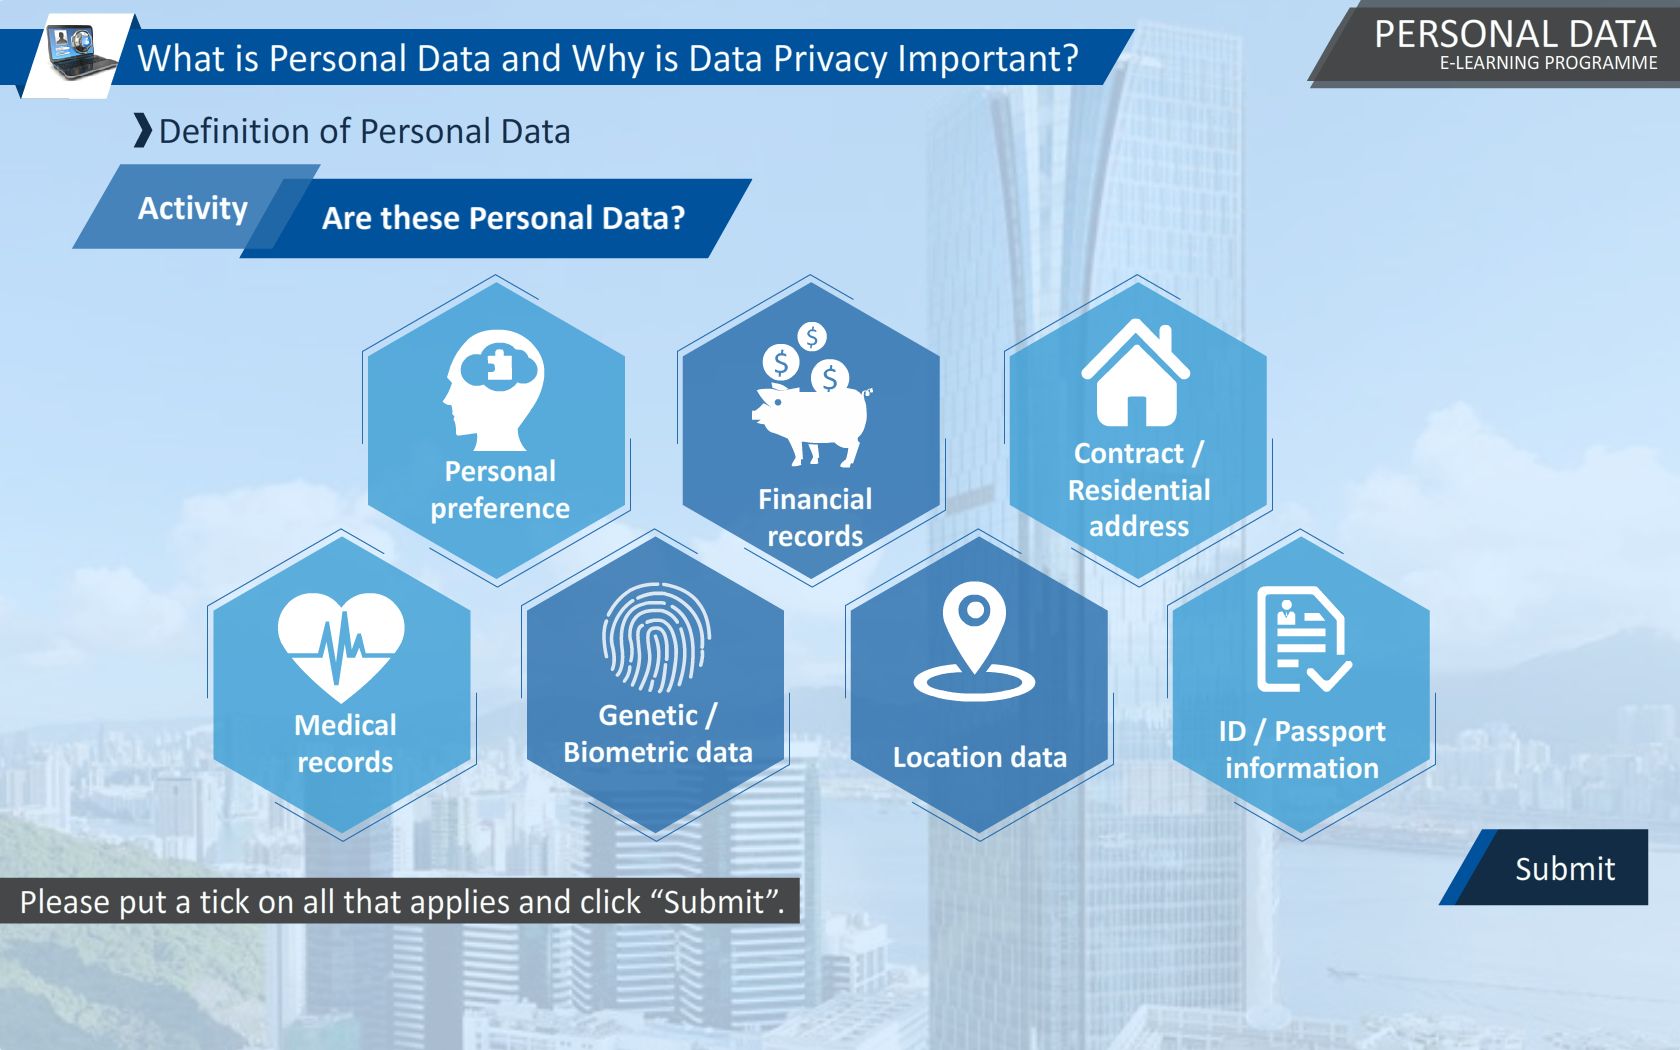 What is Personal Data and Why is Data Privacy Important?
PERSONAL DATA
E-LEARNING PROGRAMME
Definition of Personal Data
Activity
Are these Personal Data?
Personal
preference
$
$
$
Financial
records
Contract /
Residential
address
Medical
records
Genetic /
Biometric data
Location data
ID / Passport
information
Submit
Please put a tick on all that applies and click “Submit”.